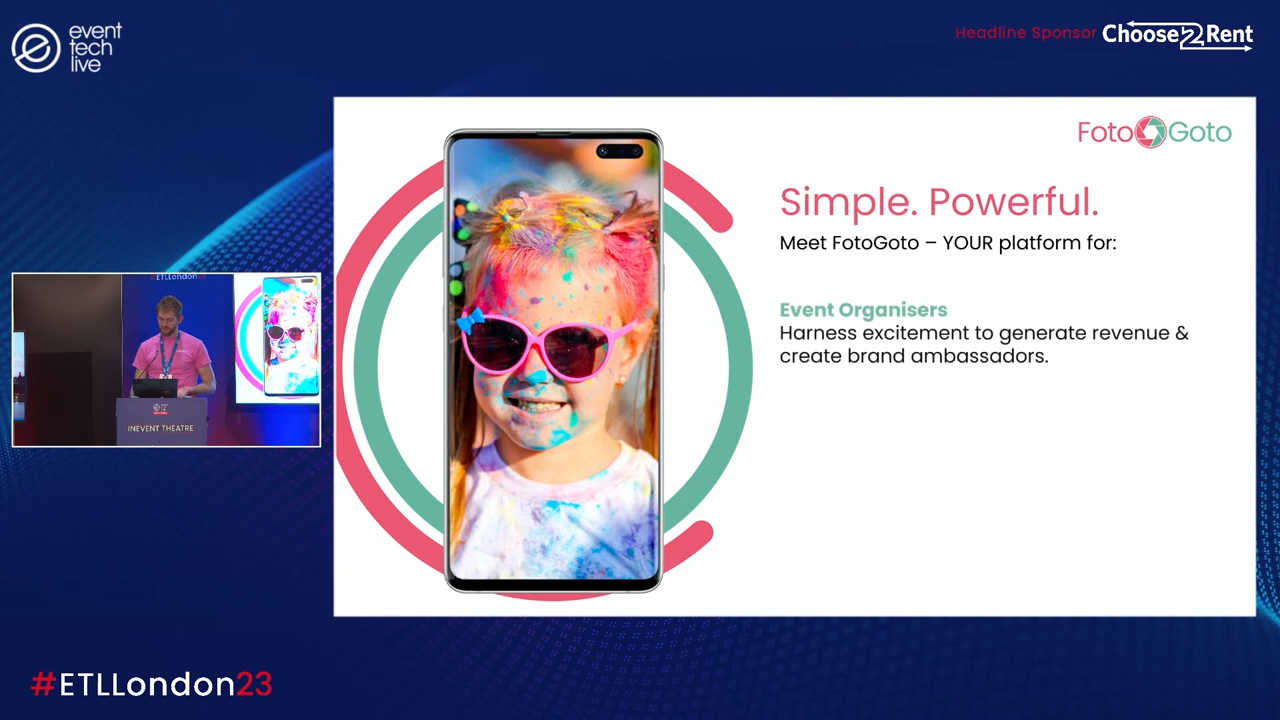 event
tech
live
Headline Sponsor Choose2Rent
FotoGoto
Simple. Powerful.
Meet FotoGoto – YOUR platform for:
Event Organisers
Harness excitement to generate revenue &
create brand ambassadors.
#ETLLondon23
INEVENT THEATRE
#ETLLondon23